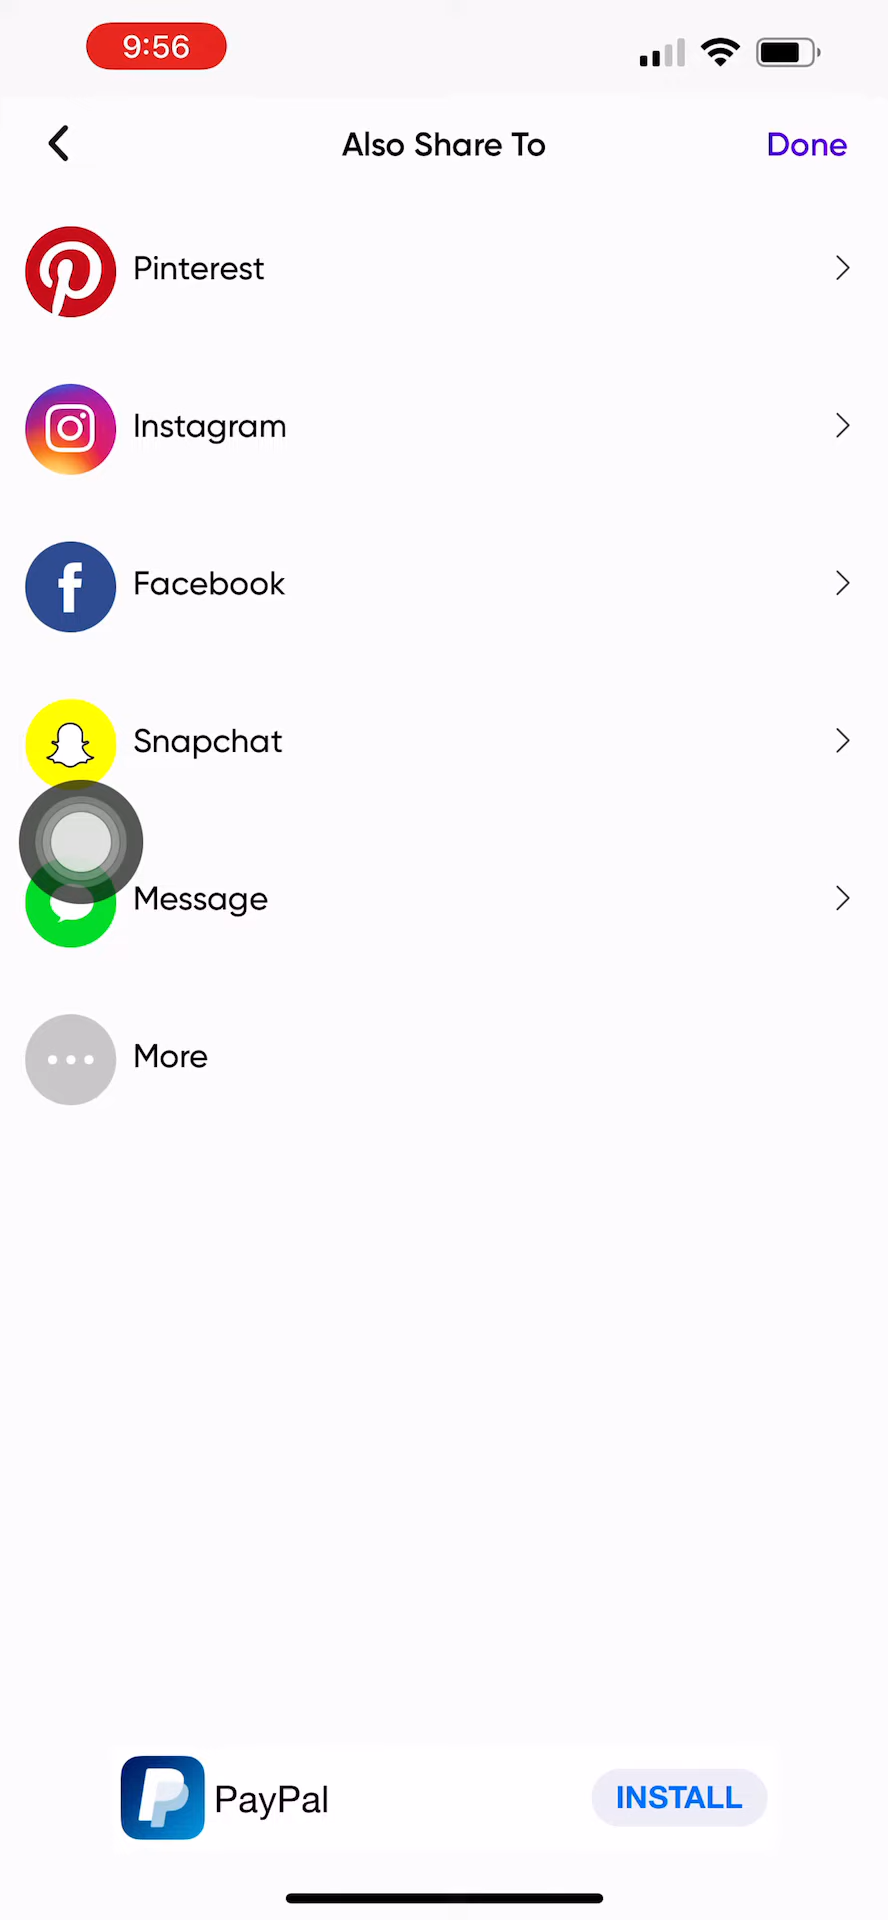 9:56
Also Share To
Done
Pinterest
Instagram
Facebook
Snapchat
Message
More
PayPal
INSTALL